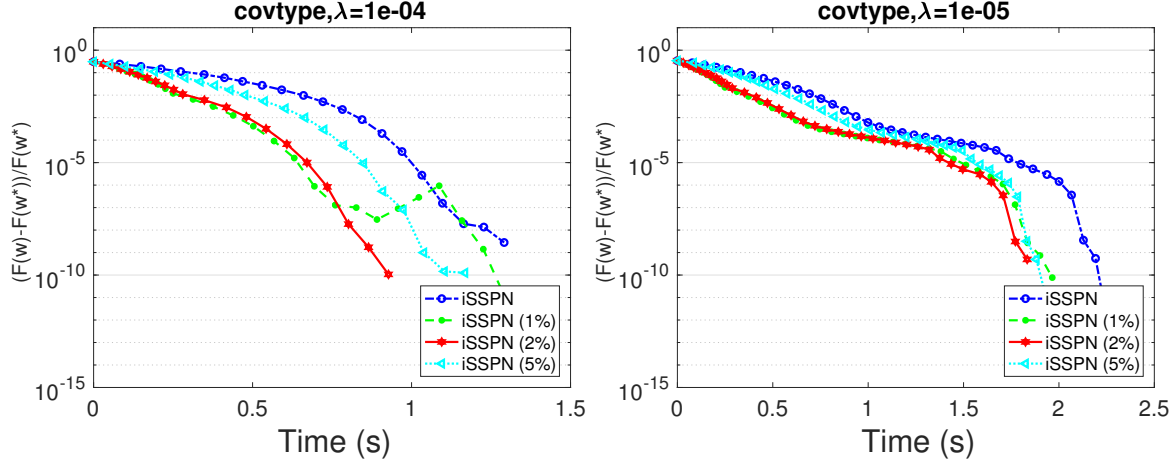 covtype,λ=1e-04
(F(w)-F(w*))/F(w*)
10^0
10^-5
10^-10
10^-15
0 0.5 1 1.5
Time (s)
iSSPN
iSSPN (1%)
iSSPN (2%)
iSSPN (5%)
covtype,λ=1e-05
(F(w)-F(w*))/F(w*)
10^0
10^-5
10^-10
10^-15
0 0.5 1 1.5 2 2.5
Time (s)
iSSPN
iSSPN (1%)
iSSPN (2%)
iSSPN (5%)